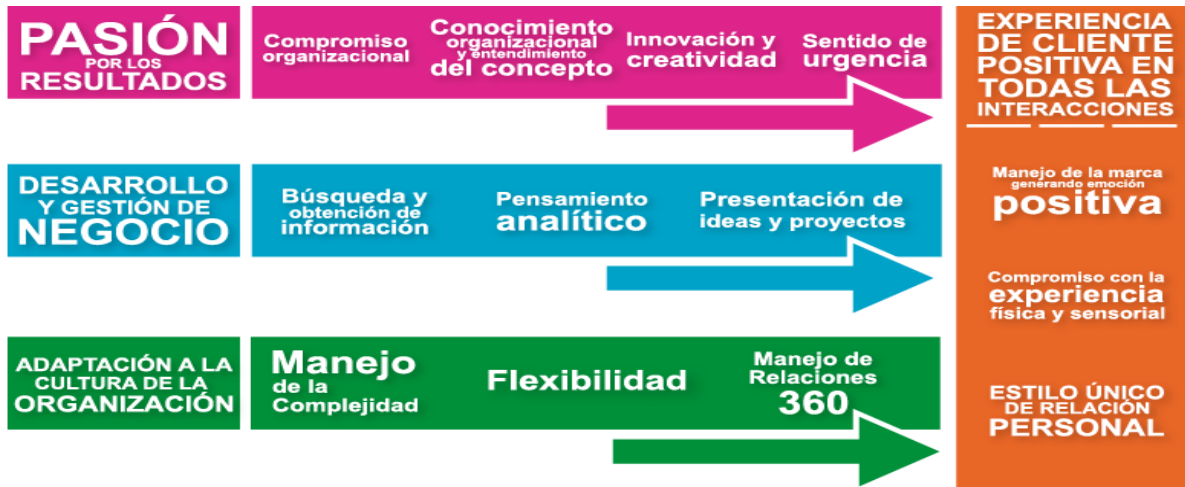 PASIÓN
POR LOS
RESULTADOS
Compromiso
organizacional
Conocimiento
organizacional
y entendimiento
del concepto
Innovación y
creatividad
Sentido de
urgencia
DESARROLLO
Y GESTIÓN DE
NEGOCIO
Búsqueda y
obtención de
información
Pensamiento
analítico
Presentación de
ideas y proyectos
ADAPTACIÓN A LA
CULTURA DE LA
ORGANIZACIÓN
Manejo
de la
Complejidad
Flexibilidad
Manejo de
Relaciones
360
EXPERIENCIA
DE CLIENTE
POSITIVA EN
TODAS LAS
INTERACCIONES
Manejo de la marca
generando emoción
positiva
Compromiso con la
experiencia
física y sensorial
ESTILO ÚNICO
DE RELACIÓN
PERSONAL